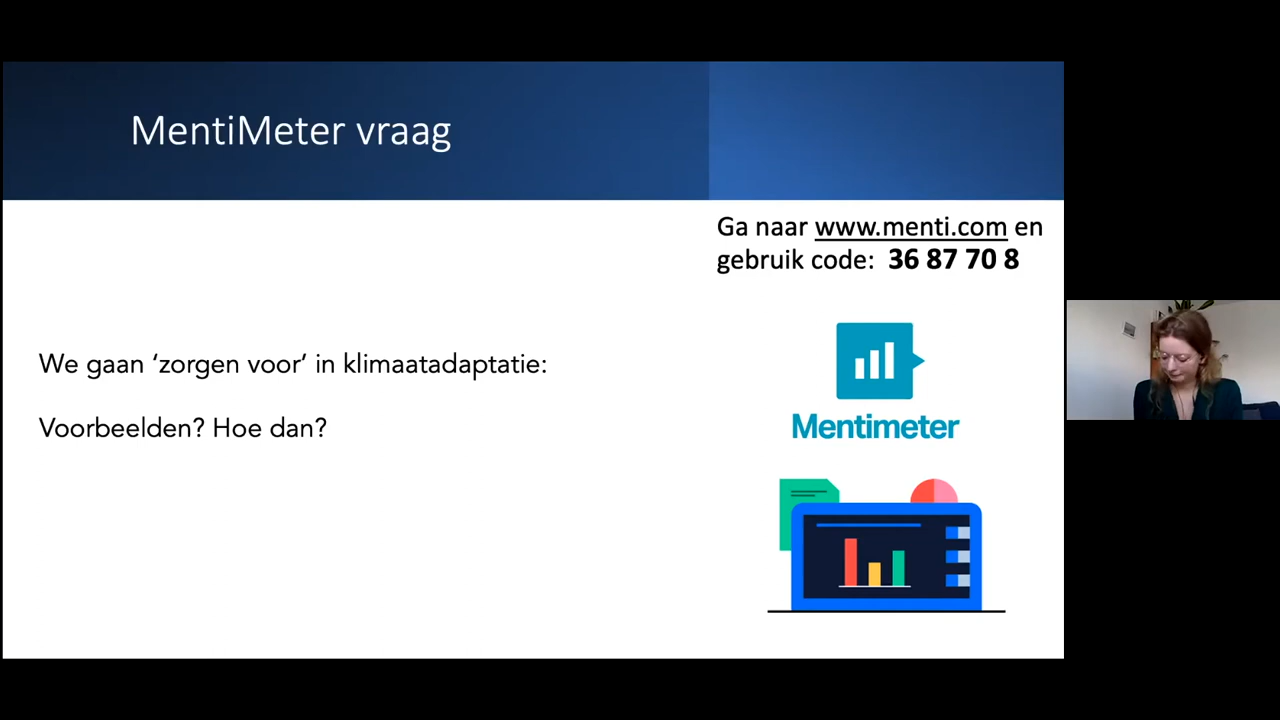 MentiMeter vraag
Ga naar www.menti.com en
gebruik code: 36 87 70 8
We gaan ‘zorgen voor’ in klimaatadaptatie:
Voorbeelden? Hoe dan?
Mentimeter